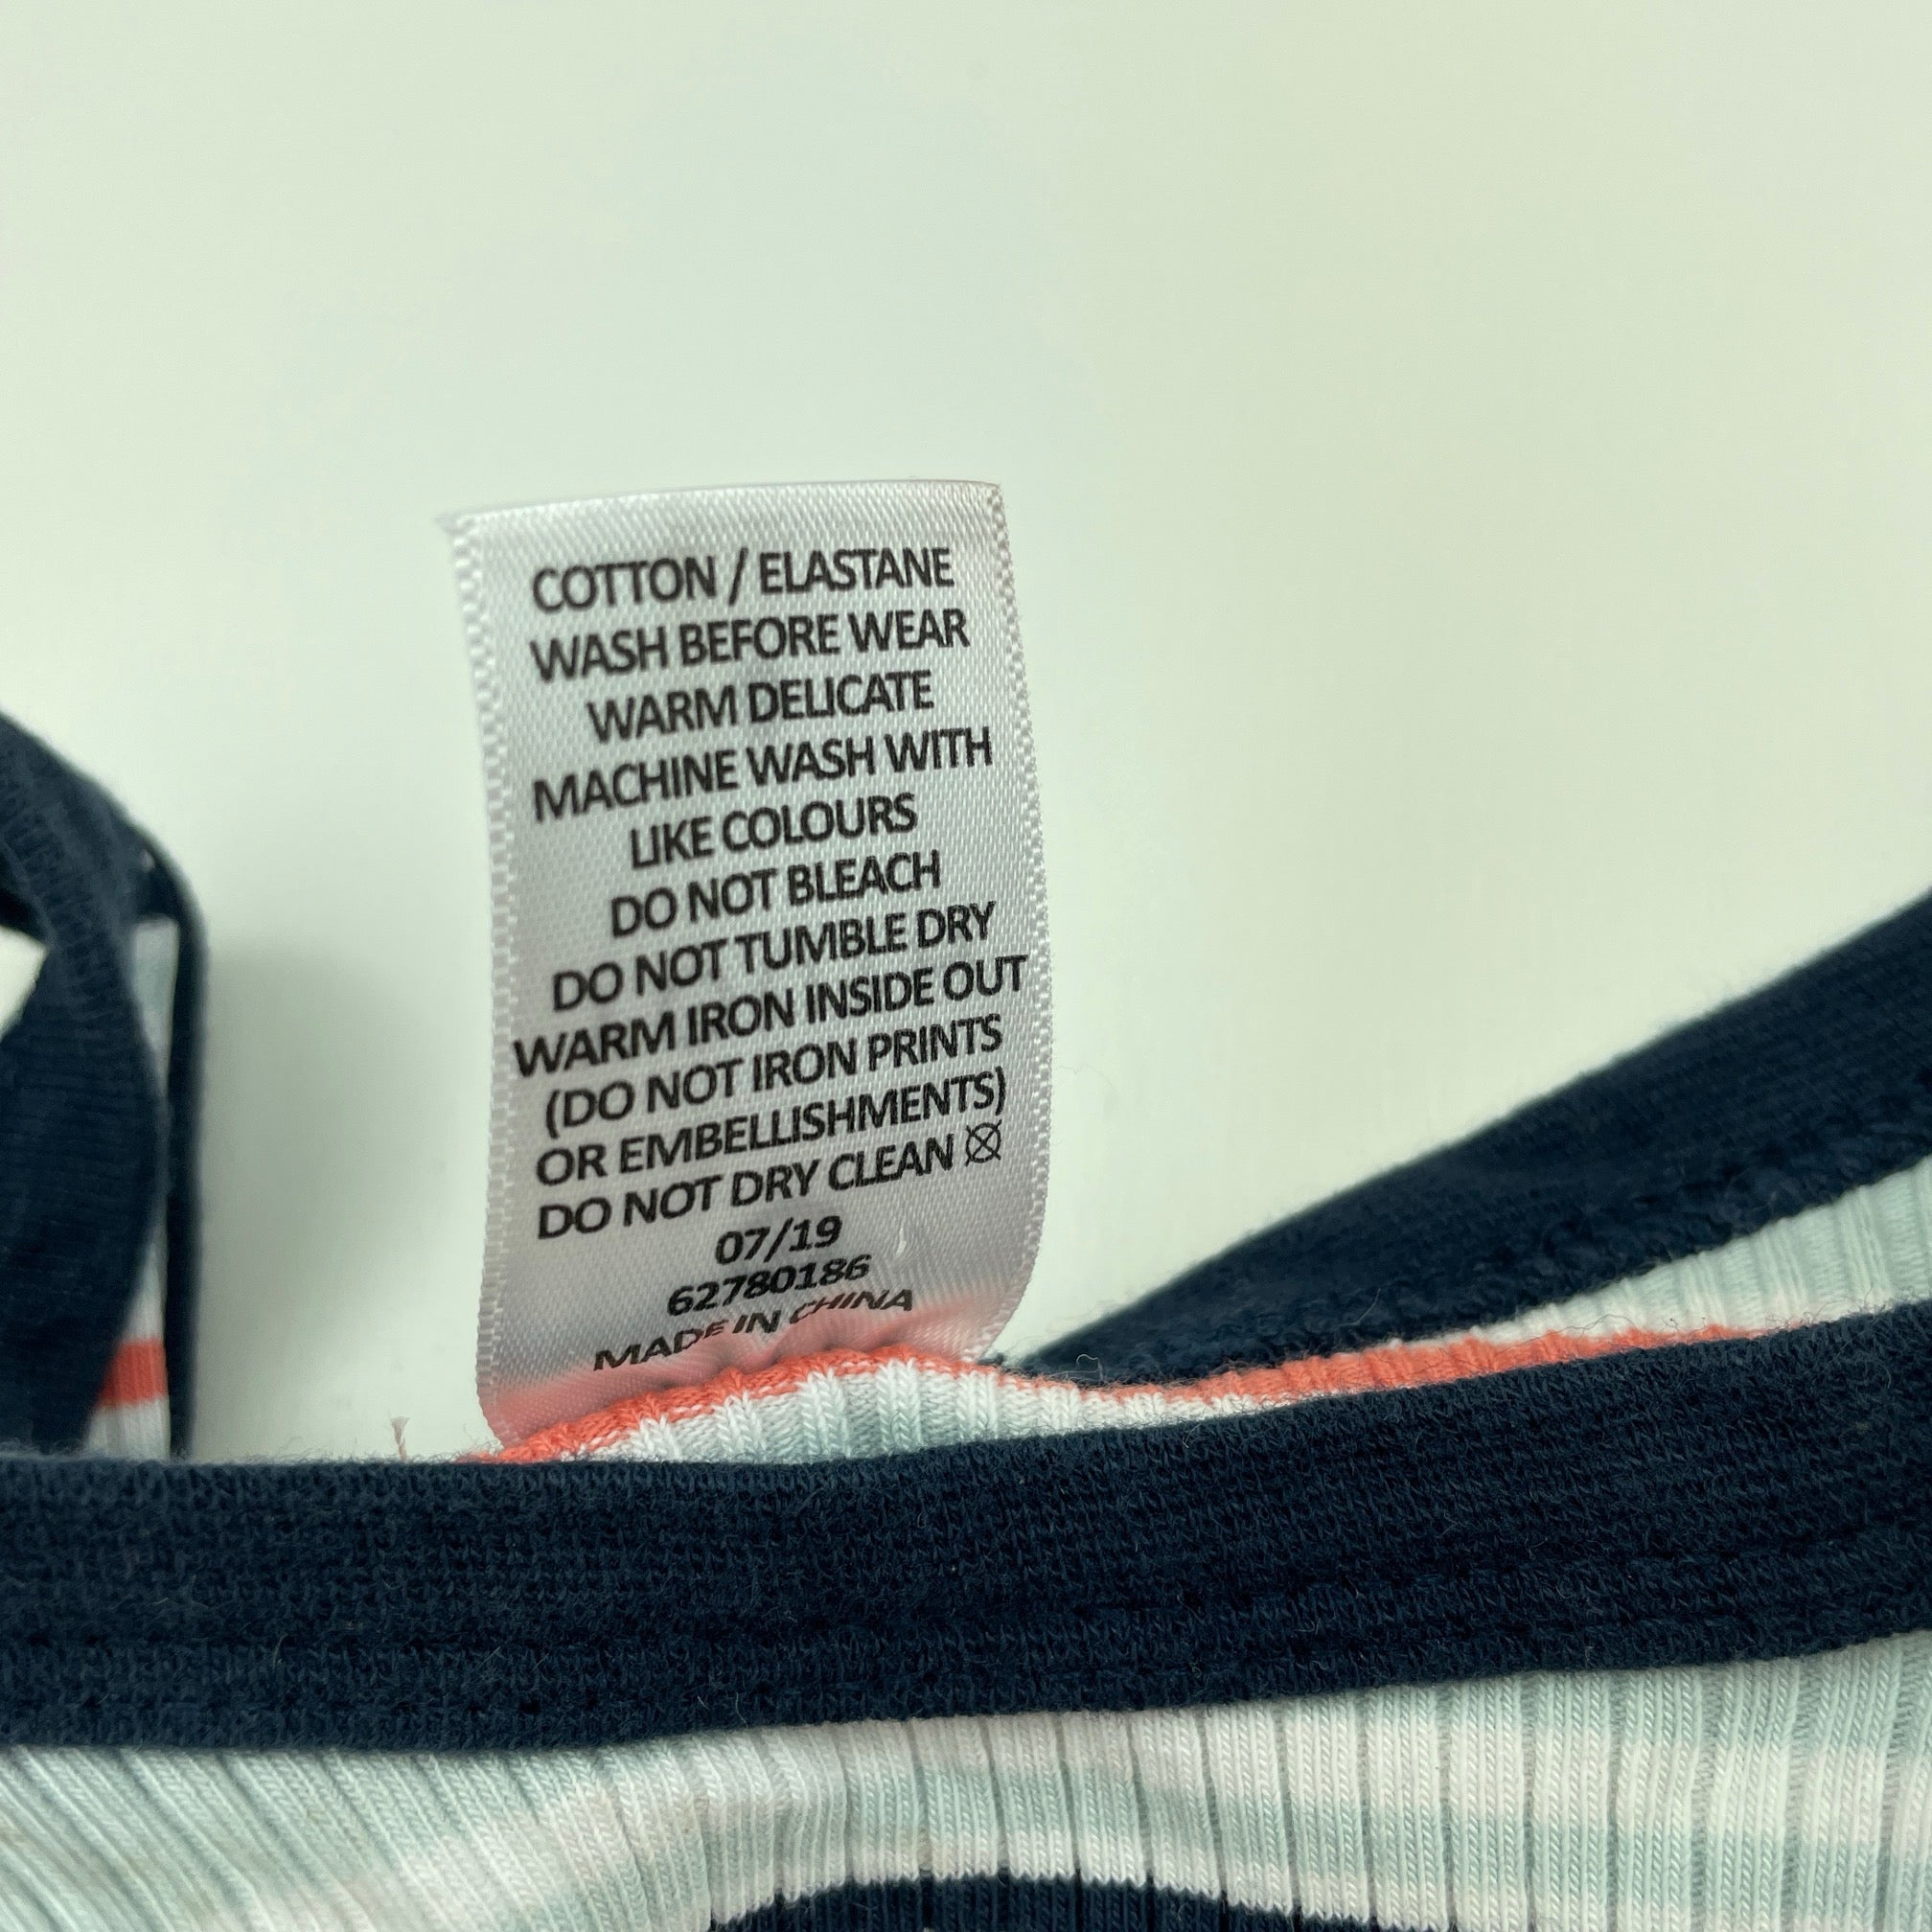 COTTON / ELASTANE
WASH BEFORE WEAR
WARM DELICATE
MACHINE WASH WITH
LIKE COLOURS
DO NOT BLEACH
DO NOT TUMBLE DRY
WARM IRON INSIDE OUT
(DO NOT IRON PRINTS
OR EMBELLISHMENTS)
DO NOT DRY CLEAN
07/19
62780186
MADE IN CHINA